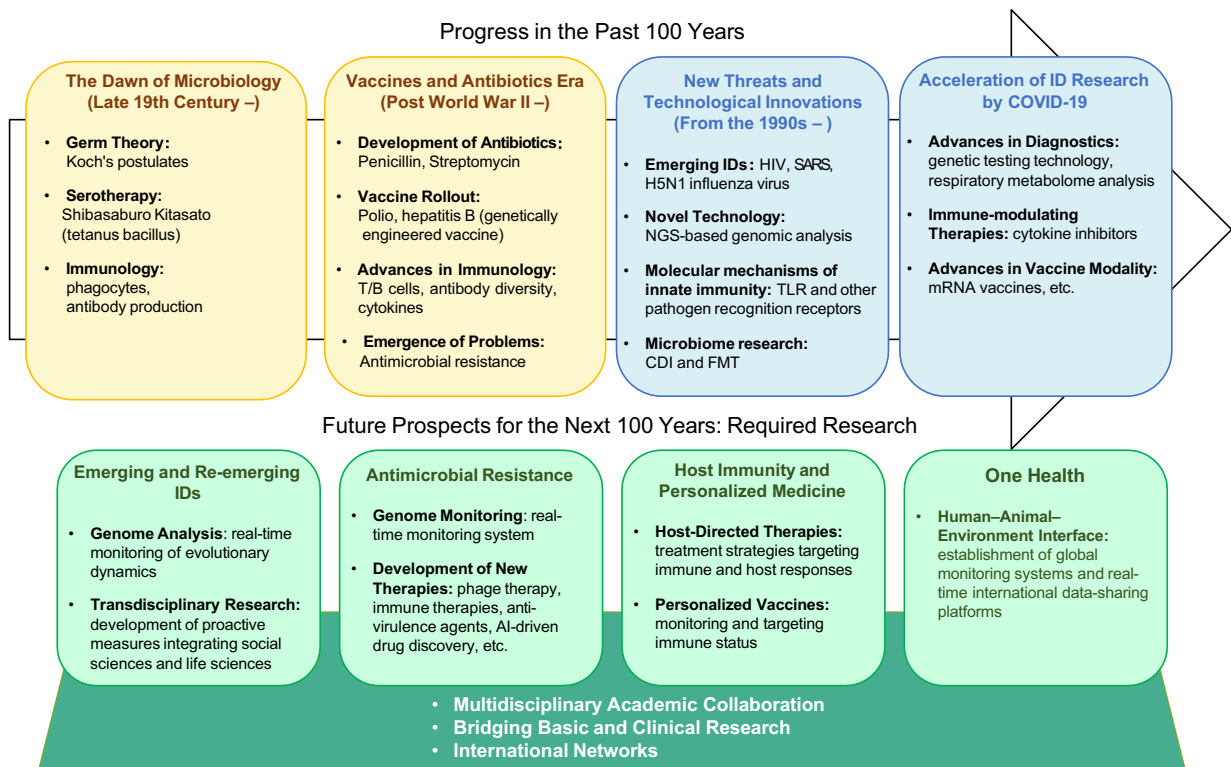 Progress in the Past 100 Years
The Dawn of Microbiology
(Late 19th Century –)
• Germ Theory:
Koch's postulates
• Serotherapy:
Shibasaburo Kitasato
(tetanus bacillus)
• Immunology:
phagocytes,
antibody production
Vaccines and Antibiotics Era
(Post World War II –)
• Development of Antibiotics:
Penicillin, Streptomycin
• Vaccine Rollout:
Polio, hepatitis B (genetically
engineered vaccine)
• Advances in Immunology:
T/B cells, antibody diversity,
cytokines
• Emergence of Problems:
Antimicrobial resistance
New Threats and
Technological Innovations
(From the 1990s – )
• Emerging IDs: HIV, SARS,
H5N1 influenza virus
• Novel Technology:
NGS-based genomic analysis
• Molecular mechanisms of
innate immunity: TLR and other
pathogen recognition receptors
• Microbiome research:
CDI and FMT
Acceleration of ID Research
by COVID-19
• Advances in Diagnostics:
genetic testing technology,
respiratory metabolome analysis
• Immune-modulating
Therapies: cytokine inhibitors
• Advances in Vaccine Modality:
mRNA vaccines, etc.
Future Prospects for the Next 100 Years: Required Research
Emerging and Re-emerging
IDs
• Genome Analysis: real-time
monitoring of evolutionary
dynamics
• Transdisciplinary Research:
development of proactive
measures integrating social
sciences and life sciences
Antimicrobial Resistance
• Genome Monitoring: real-
time monitoring system
• Development of New
Therapies: phage therapy,
immune therapies, anti-
virulence agents, AI-driven
drug discovery, etc.
Host Immunity and
Personalized Medicine
• Host-Directed Therapies:
treatment strategies targeting
immune and host responses
• Personalized Vaccines:
monitoring and targeting
immune status
One Health
• Human–Animal–
Environment Interface:
establishment of global
monitoring systems and real-
time international data-sharing
platforms
• Multidisciplinary Academic Collaboration
• Bridging Basic and Clinical Research
• International Networks